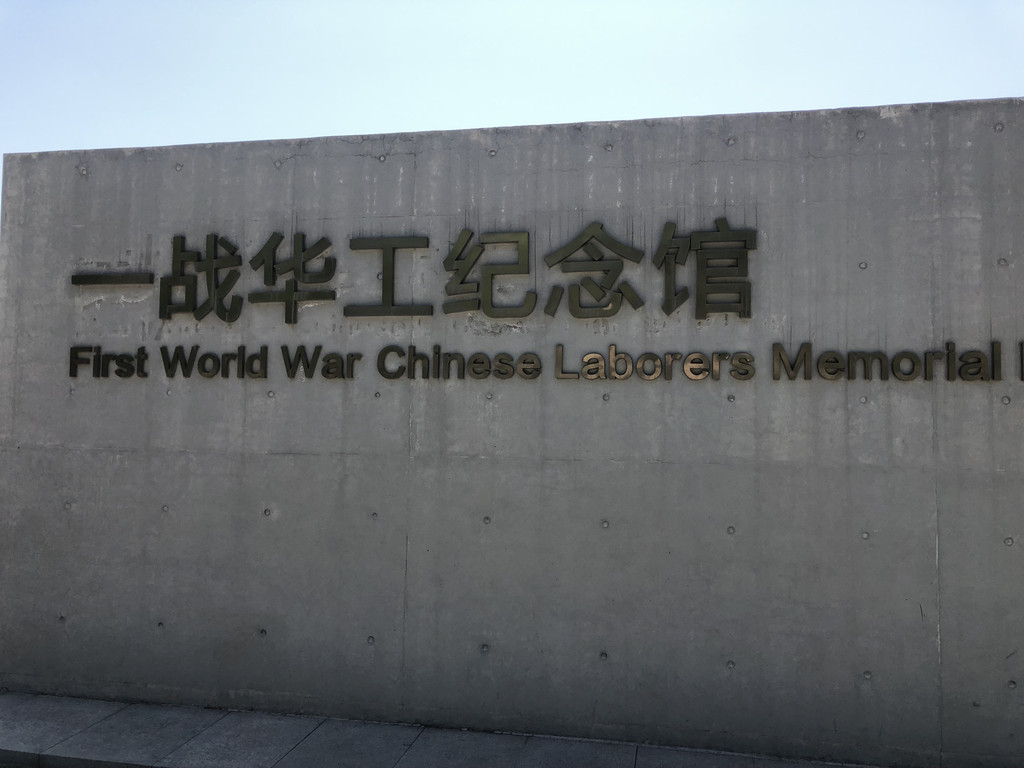 一战华工纪念馆
First World War Chinese Laborers Memorial